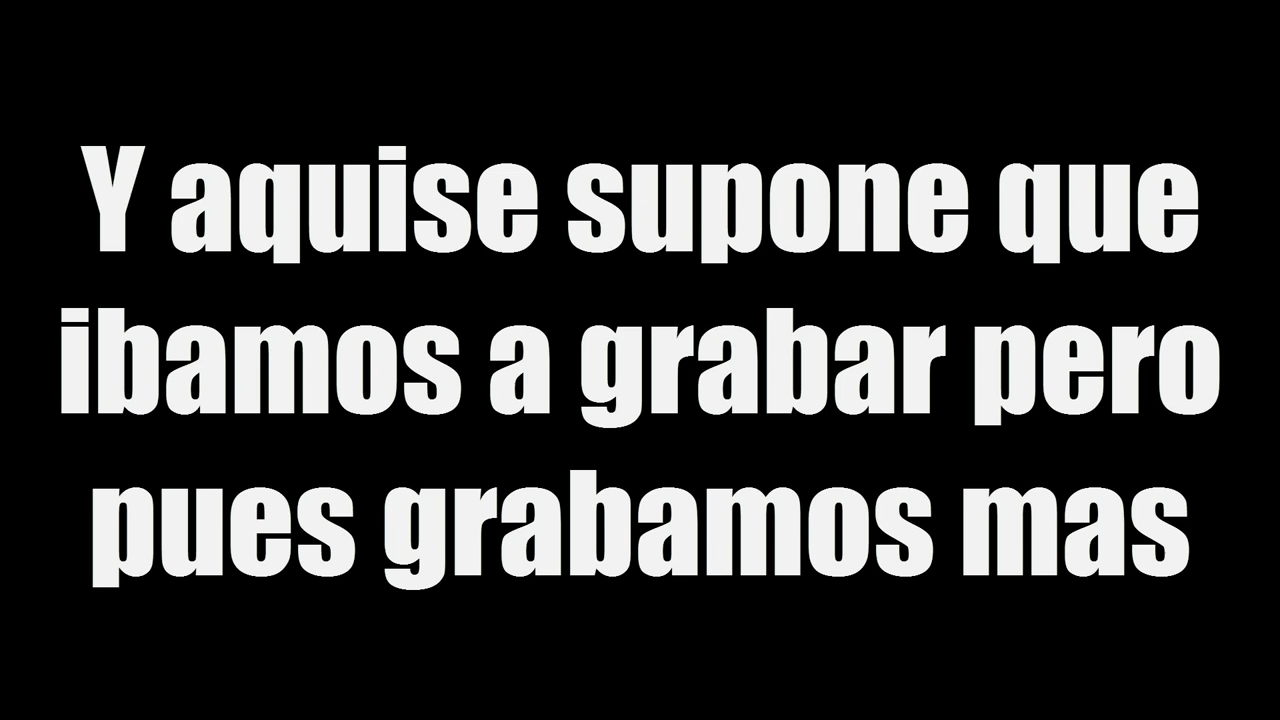 Y aquise supone que
ibamos a grabar pero
pues grabamos mas